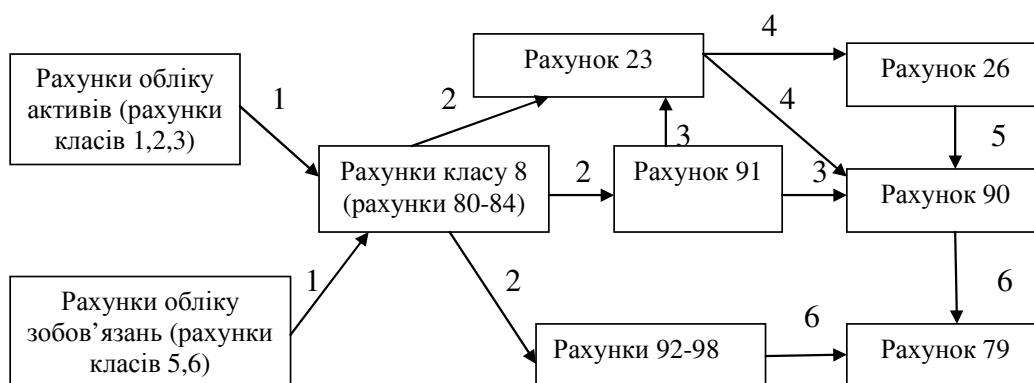 4
Рахунок 23
Рахунок 26
Рахунки обліку
активів (рахунки
класів 1,2,3)
1
2
4
3
5
Рахунки класу 8
(рахунки 80-84)
2
Рахунок 91
3
Рахунок 90
1
2
6
Рахунки обліку
зобов’язань (рахунки
класів 5,6)
Рахунки 92-98
6
Рахунок 79